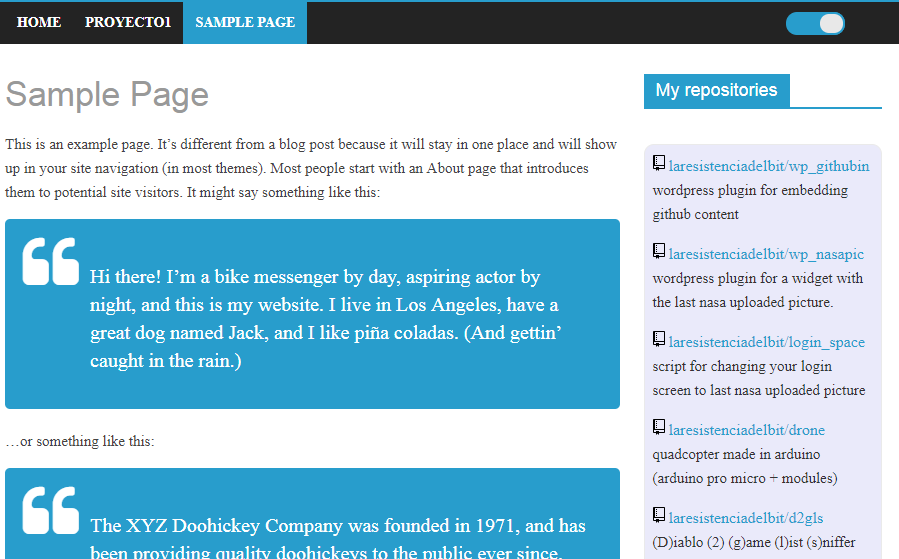 HOME PROYECTO1 SAMPLE PAGE
Sample Page
This is an example page. It’s different from a blog post because it will stay in one place and will show
up in your site navigation (in most themes). Most people start with an About page that introduces
them to potential site visitors. It might say something like this:
Hi there! I’m a bike messenger by day, aspiring actor by
night, and this is my website. I live in Los Angeles, have a
great dog named Jack, and I like piña coladas. (And gettin’
caught in the rain.)
…or something like this:
The XYZ Doohickey Company was founded in 1971, and has
been providing quality doohickeys to the public ever since.
My repositories
laresistenciadelbit/wp_githubin
wordpress plugin for embedding
github content
laresistenciadelbit/wp_nasapic
wordpress plugin for a widget with
the last nasa uploaded picture.
laresistenciadelbit/login_space
script for changing your login
screen to last nasa uploaded picture
laresistenciadelbit/drone
quadcopter made in arduino
(arduino pro micro + modules)
laresistenciadelbit/d2gls
(D)iablo (2) (g)ame (l)ist (s)niffer